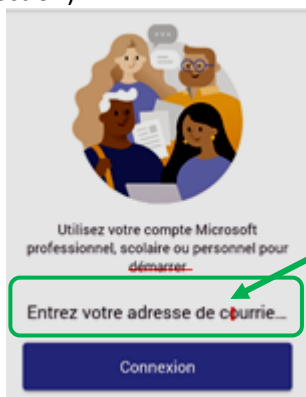 Utilisez votre compte Microsoft
professionnel, scolaire ou personnel pour
démarrer
Entrez votre adresse de courrie...
Connexion